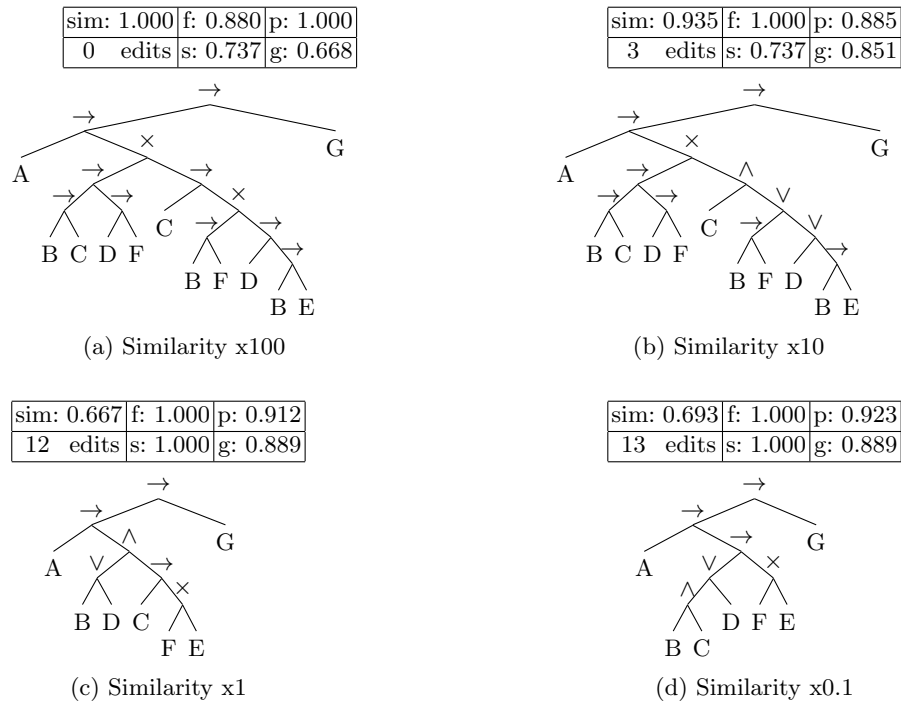 sim: 1.000 f: 0.880 p: 1.000
0 edits s: 0.737 g: 0.668
→
→
×
A
G
→ →
→ → C ×
B C D F
→ →
B F D →
B E
(a) Similarity x100
sim: 0.935 f: 0.880 p: 0.885
3 edits s: 0.737 g: 0.851
→
→
×
A
G
→ ∧
→ → C ∨
B C D F
→ ∨
B F D →
B E
(b) Similarity x10
sim: 0.667 f: 1.000 p: 0.912
12 edits s: 1.000 g: 0.889
→
→
A ∧ G
∨ →
B D C ×
F E
(c) Similarity x1
sim: 0.693 f: 1.000 p: 0.923
13 edits s: 1.000 g: 0.889
→
→
A → G
∨ ×
∧ D F E
B C
(d) Similarity x0.1